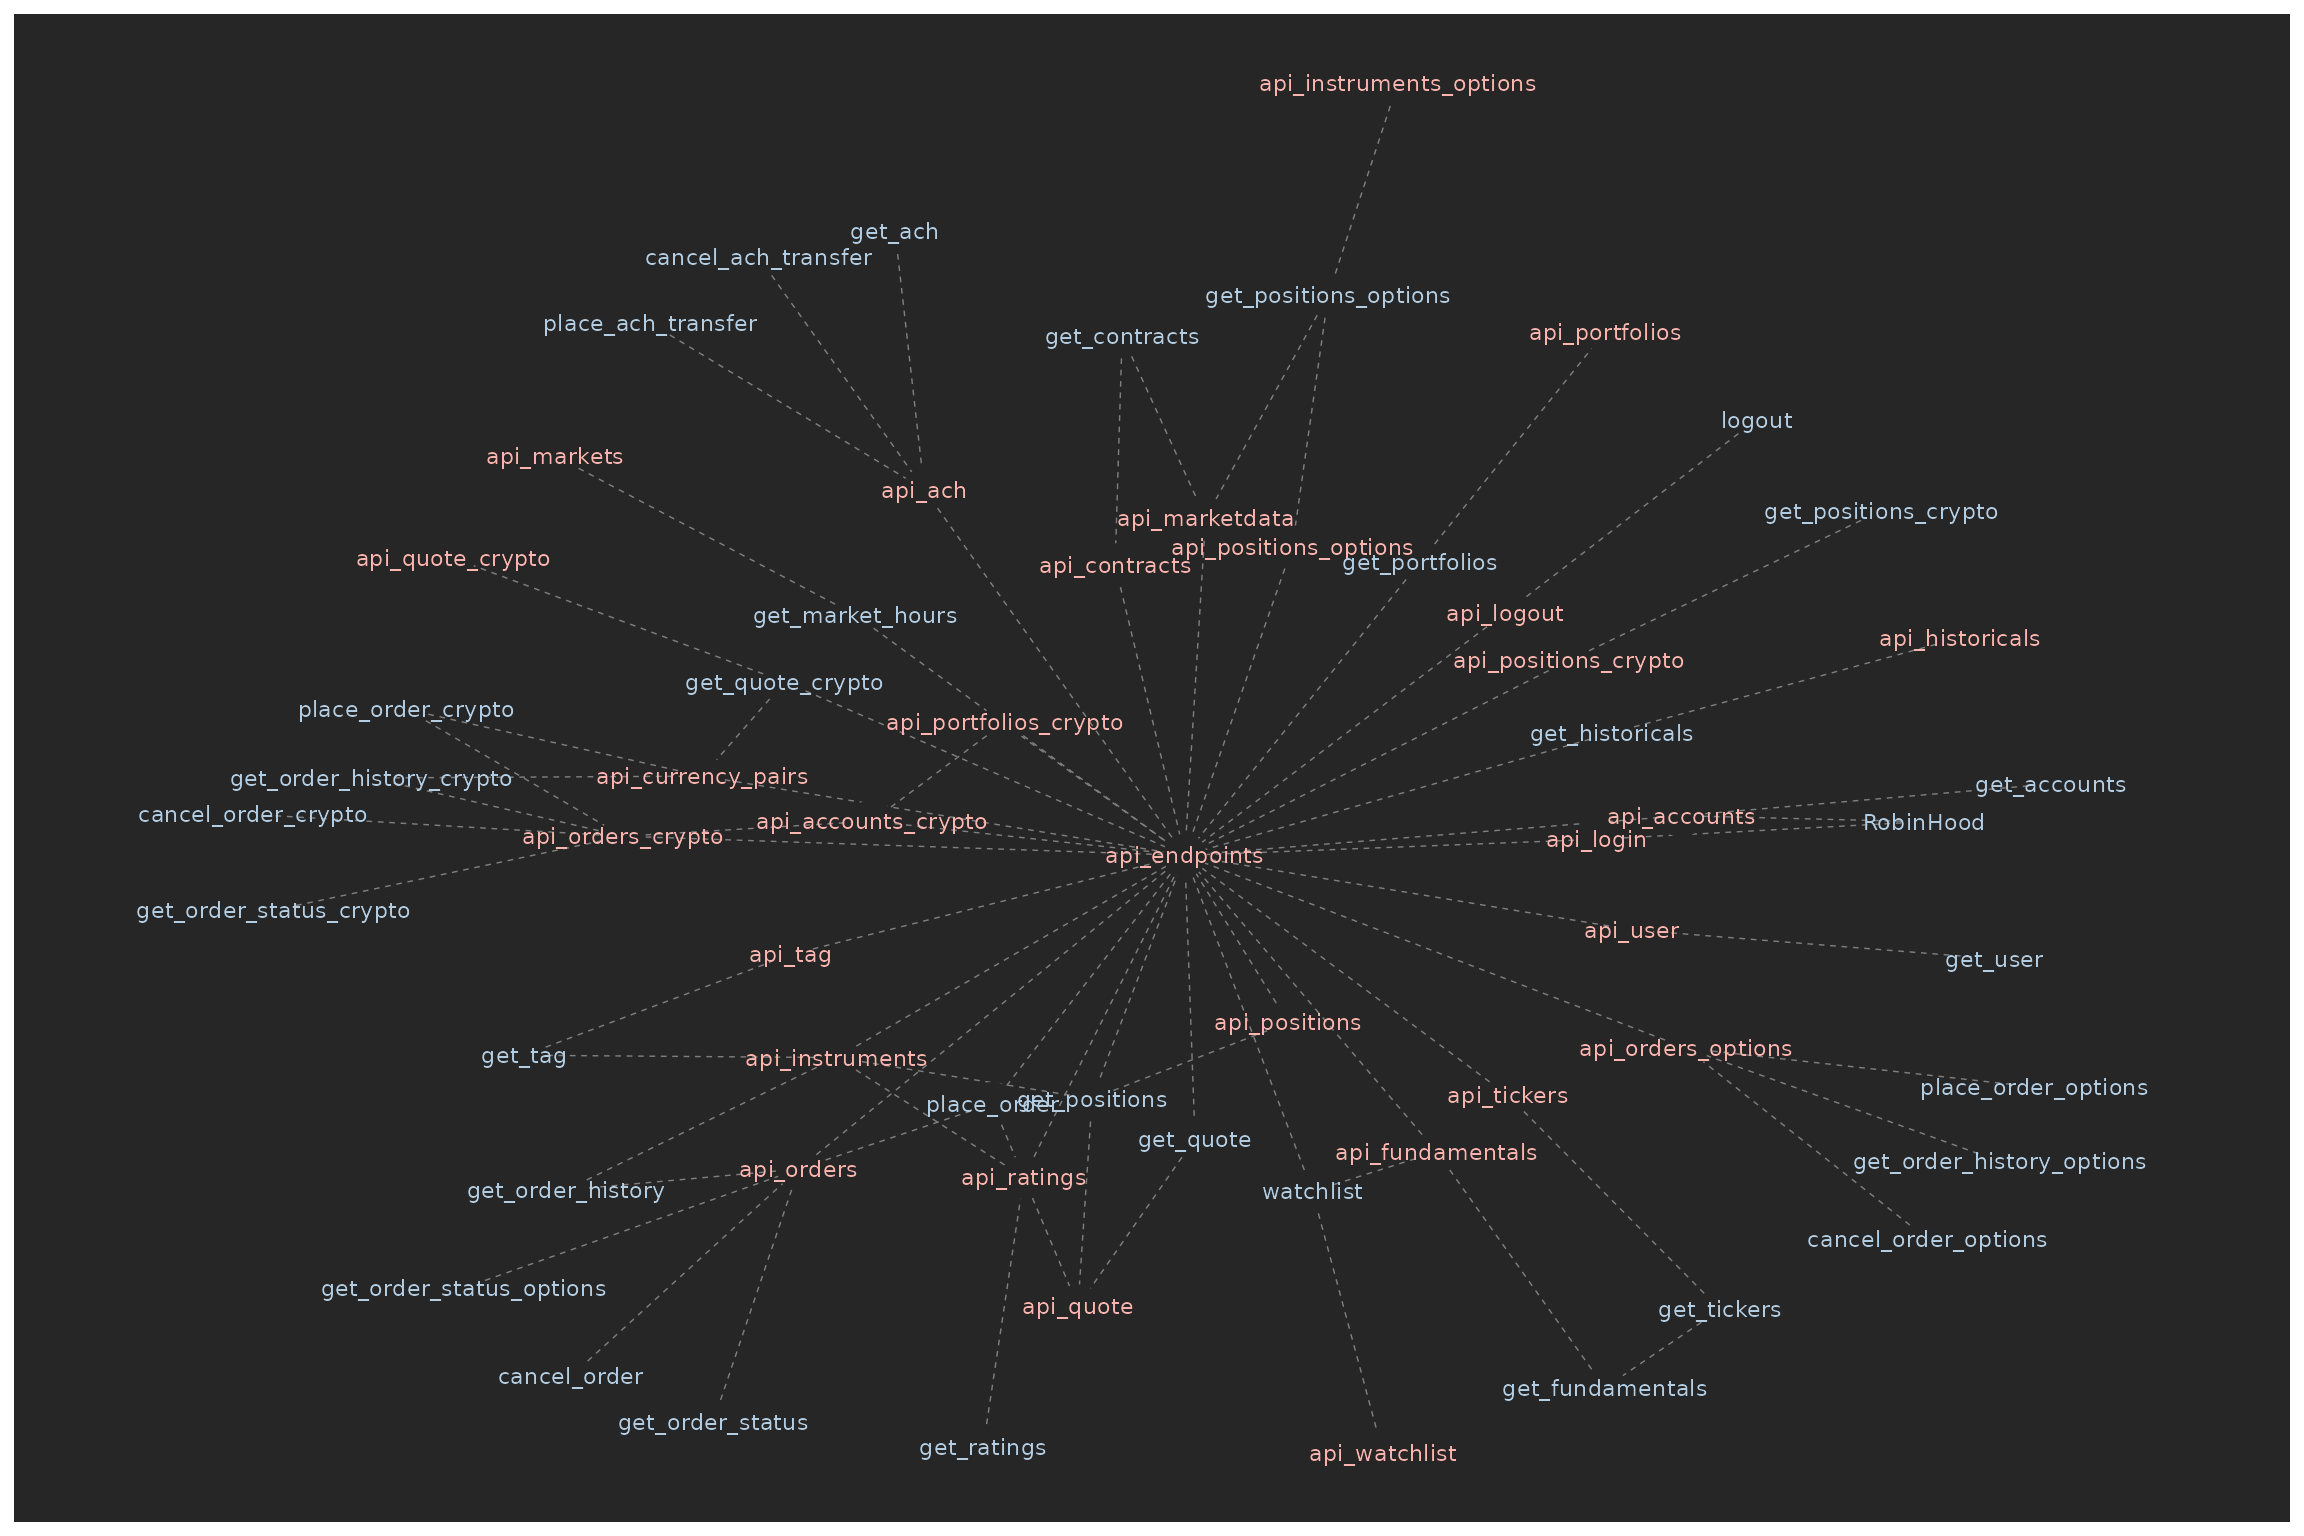 api_instruments_options
get_ach
cancel_ach_transfer
get_positions_options
place_ach_transfer
api_portfolios
get_contracts
logout
api_markets
api_ach
get_positions_crypto
api_marketdata
api_positions_options
api_quote_crypto
get_portfolios
api_contracts
api_logout
get_market_hours
api_historicals
api_positions_crypto
get_quote_crypto
place_order_crypto
api_portfolios_crypto
get_historicals
api_currency_pairs
get_order_history_crypto
get_accounts
cancel_order_crypto
api_accounts
api_accounts_crypto
RobinHood
api_orders_crypto
api_login
api_endpoints
get_order_status_crypto
api_user
api_tag
get_user
api_positions
api_orders_options
get_tag
api_instruments
place_order_options
api_tickers
get_positions
place_order
get_quote
api_fundamentals
get_order_history_options
api_orders
api_ratings
get_order_history
watchlist
cancel_order_options
get_order_status_options
api_quote
get_tickers
cancel_order
get_fundamentals
get_order_status
get_ratings
api_watchlist